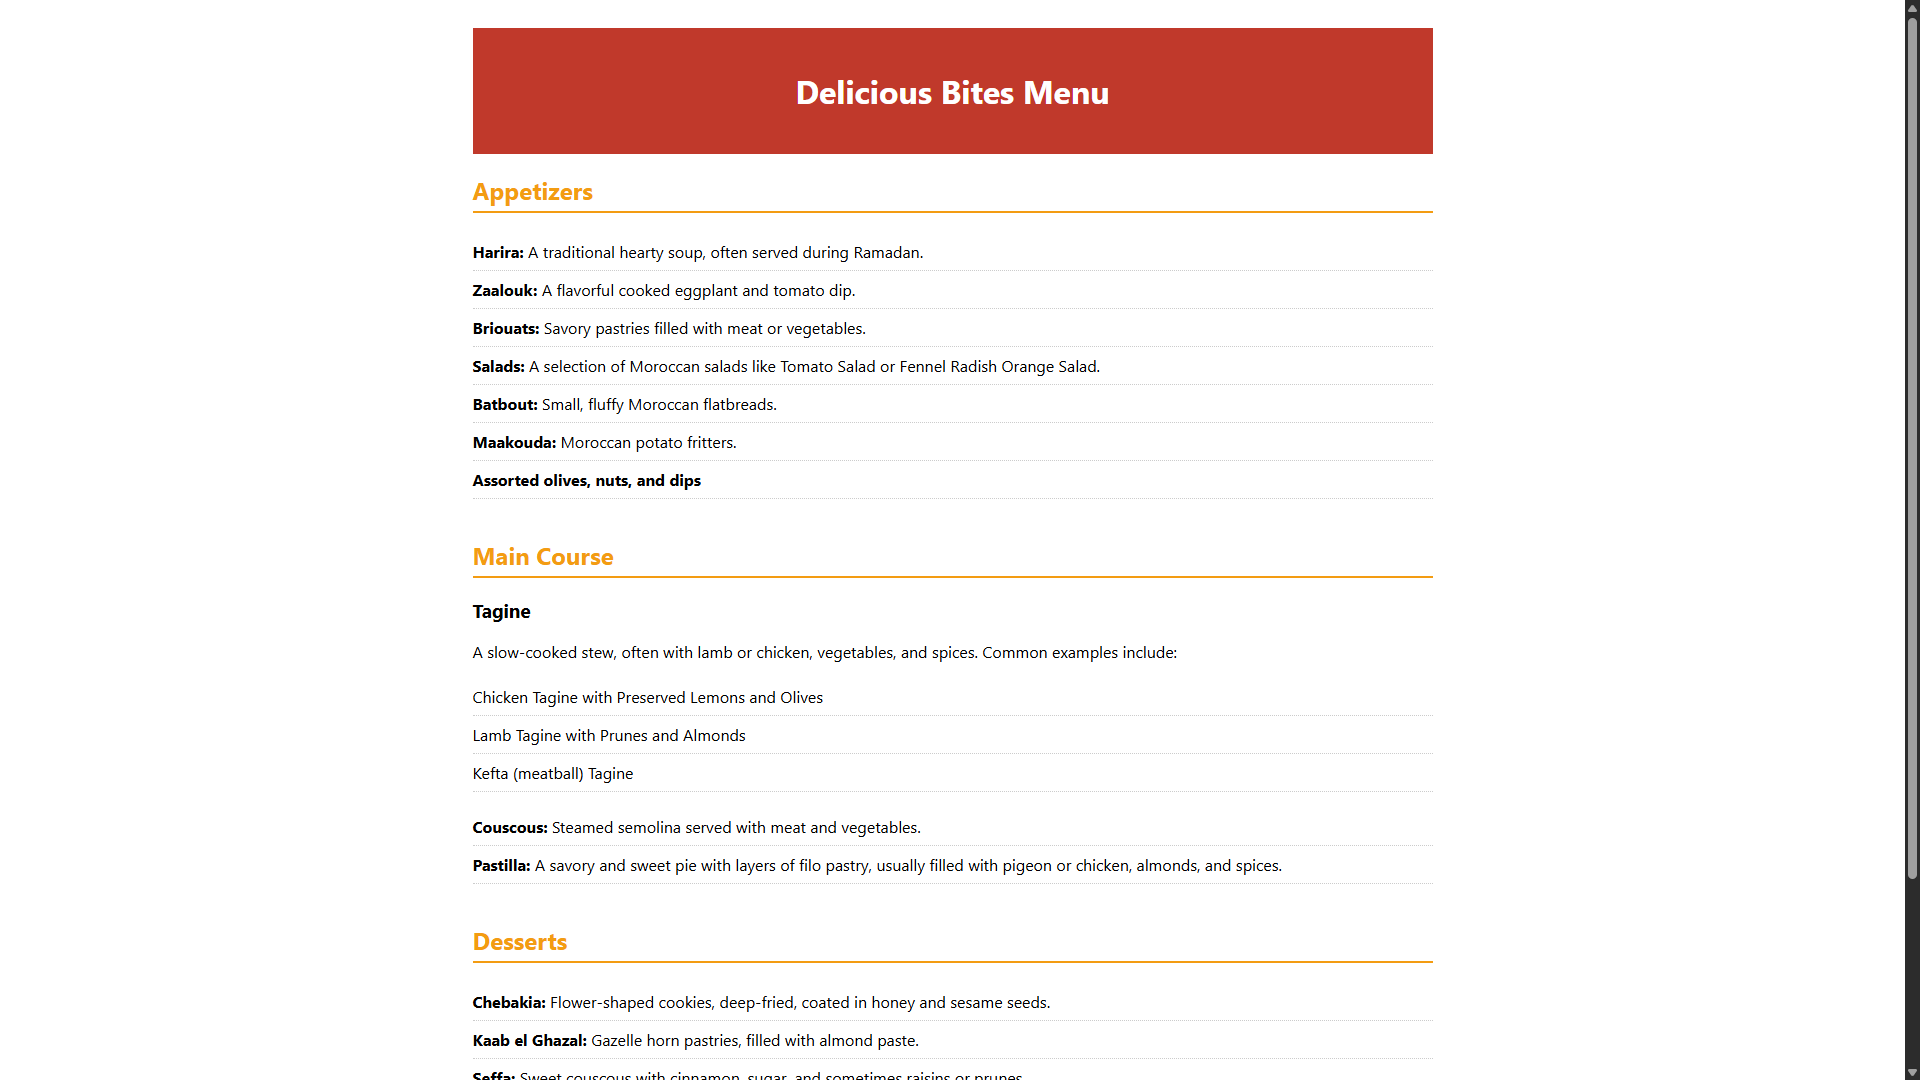 Delicious Bites Menu
Appetizers
Harira: A traditional hearty soup, often served during Ramadan.
Zaalouk: A flavorful cooked eggplant and tomato dip.
Briouats: Savory pastries filled with meat or vegetables.
Salads: A selection of Moroccan salads like Tomato Salad or Fennel Radish Orange Salad.
Batbout: Small, fluffy Moroccan flatbreads.
Maakouda: Moroccan potato fritters.
Assorted olives, nuts, and dips
Main Course
Tagine
A slow-cooked stew, often with lamb or chicken, vegetables, and spices. Common examples include:
Chicken Tagine with Preserved Lemons and Olives
Lamb Tagine with Prunes and Almonds
Kefta (meatball) Tagine
Couscous: Steamed semolina served with meat and vegetables.
Pastilla: A savory and sweet pie with layers of filo pastry, usually filled with pigeon or chicken, almonds, and spices.
Desserts
Chebakia: Flower-shaped cookies, deep-fried, coated in honey and sesame seeds.
Kaab el Ghazal: Gazelle horn pastries, filled with almond paste.
Seffa: Sweet couscous with cinnamon, sugar, and sometimes raisins or prunes.